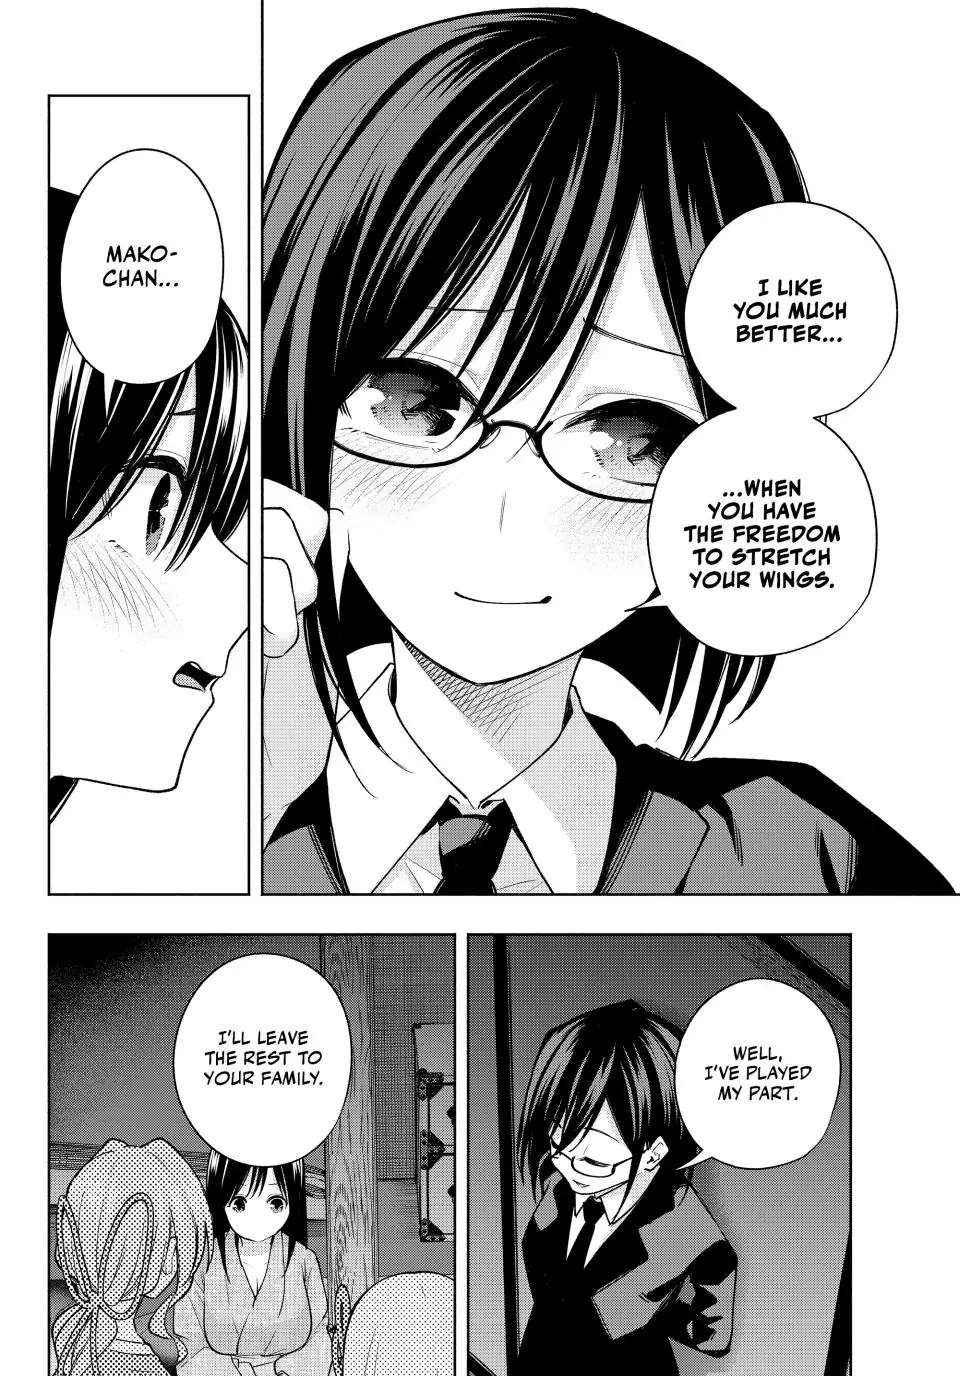 I LIKE
YOU MUCH
BETTER...
...WHEN
YOU HAVE
THE FREEDOM
TO STRETCH
YOUR WINGS.
MAKO-
CHAN...
WELL,
I'VE PLAYED
MY PART.
I'LL LEAVE
THE REST TO
YOUR FAMILY.